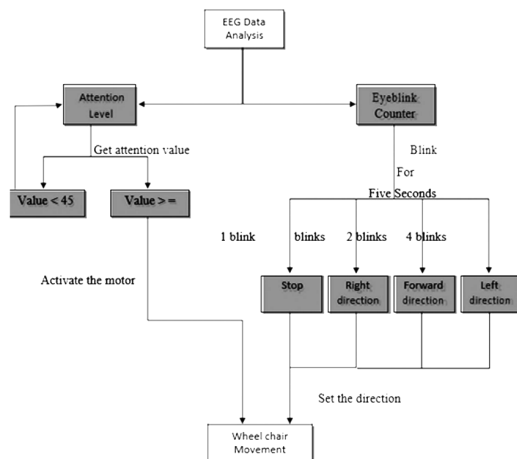 EEG Data
Analysis
Attention
Level
Eyeblink
Counter
Get attention value
Blink
For
Five Seconds
Value < 45
Value > =
1 blink
blinks
2 blinks
4 blinks
Activate the motor
Stop
Right
direction
Forward
direction
Left
direction
Set the direction
Wheel chair
Movement